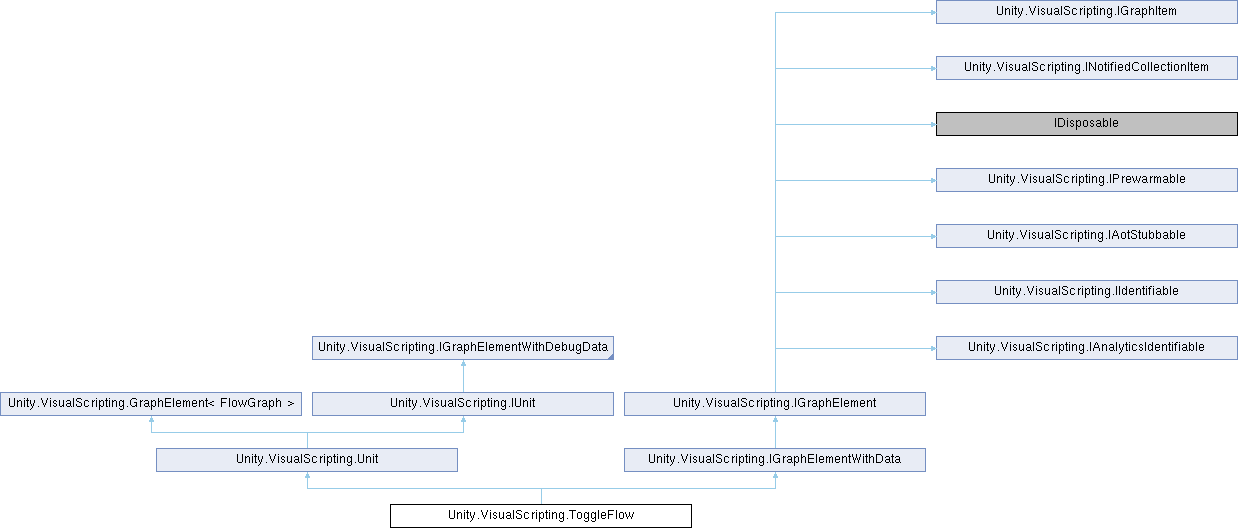 Unity.VisualScripting.IGraphItem
Unity.VisualScripting.INotifiedCollectionItem
IDisposable
Unity.VisualScripting.IPrewarmable
Unity.VisualScripting.IAotStubbable
Unity.VisualScripting.IIdentifiable
Unity.VisualScripting.IGraphElementWithDebugData
Unity.VisualScripting.IAnalyticsIdentifiable
Unity.VisualScripting.GraphElement< FlowGraph >
Unity.VisualScripting.IUnit
Unity.VisualScripting.IGraphElement
Unity.VisualScripting.Unit
Unity.VisualScripting.IGraphElementWithData
Unity.VisualScripting.ToggleFlow